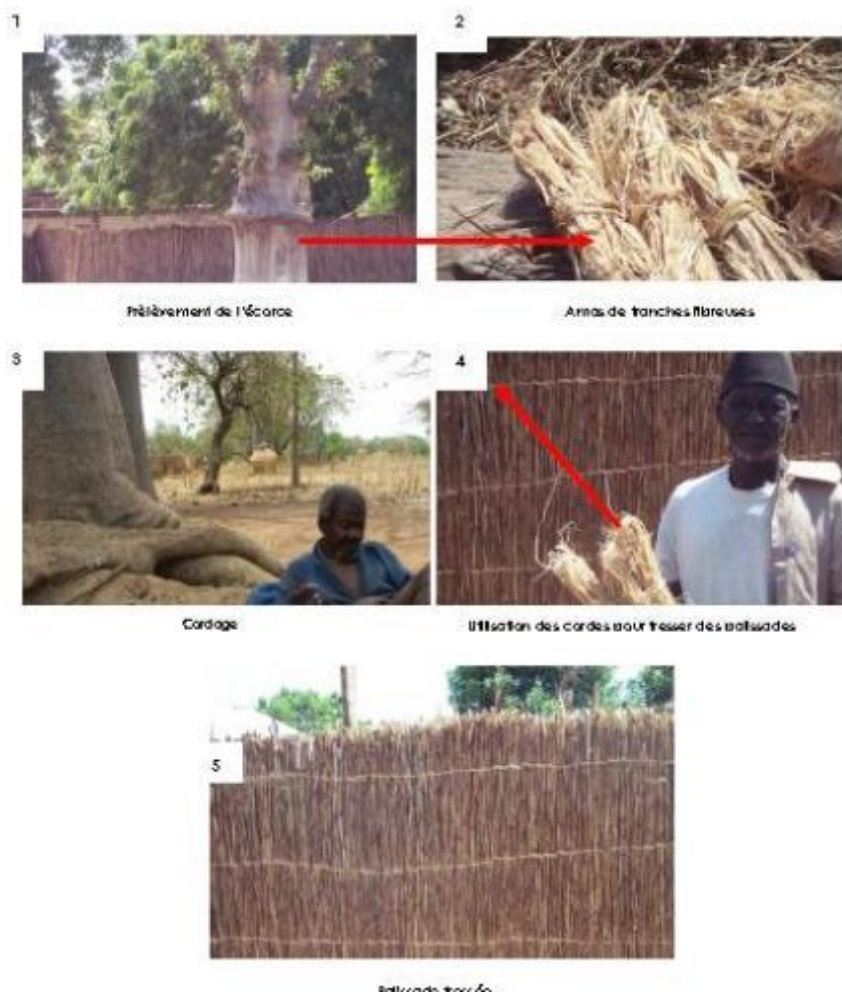 1
2
Prélèvement de l'écorce
Amas de tranches fibreuses
3
4
Cordage
Utilisation des cordes pour tresser des palissades
5
Palissade tressée